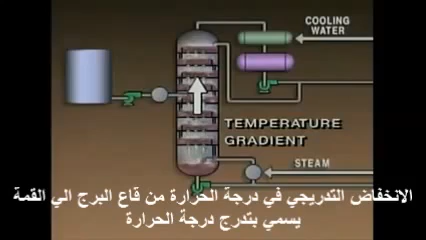 COOLING
WATER
TEMPERATURE
GRADIENT
STEAM
الانخفاض التدريجي في درجة الحرارة من قاع البرج الي القمة
يسمي بتدرج درجة الحرارة